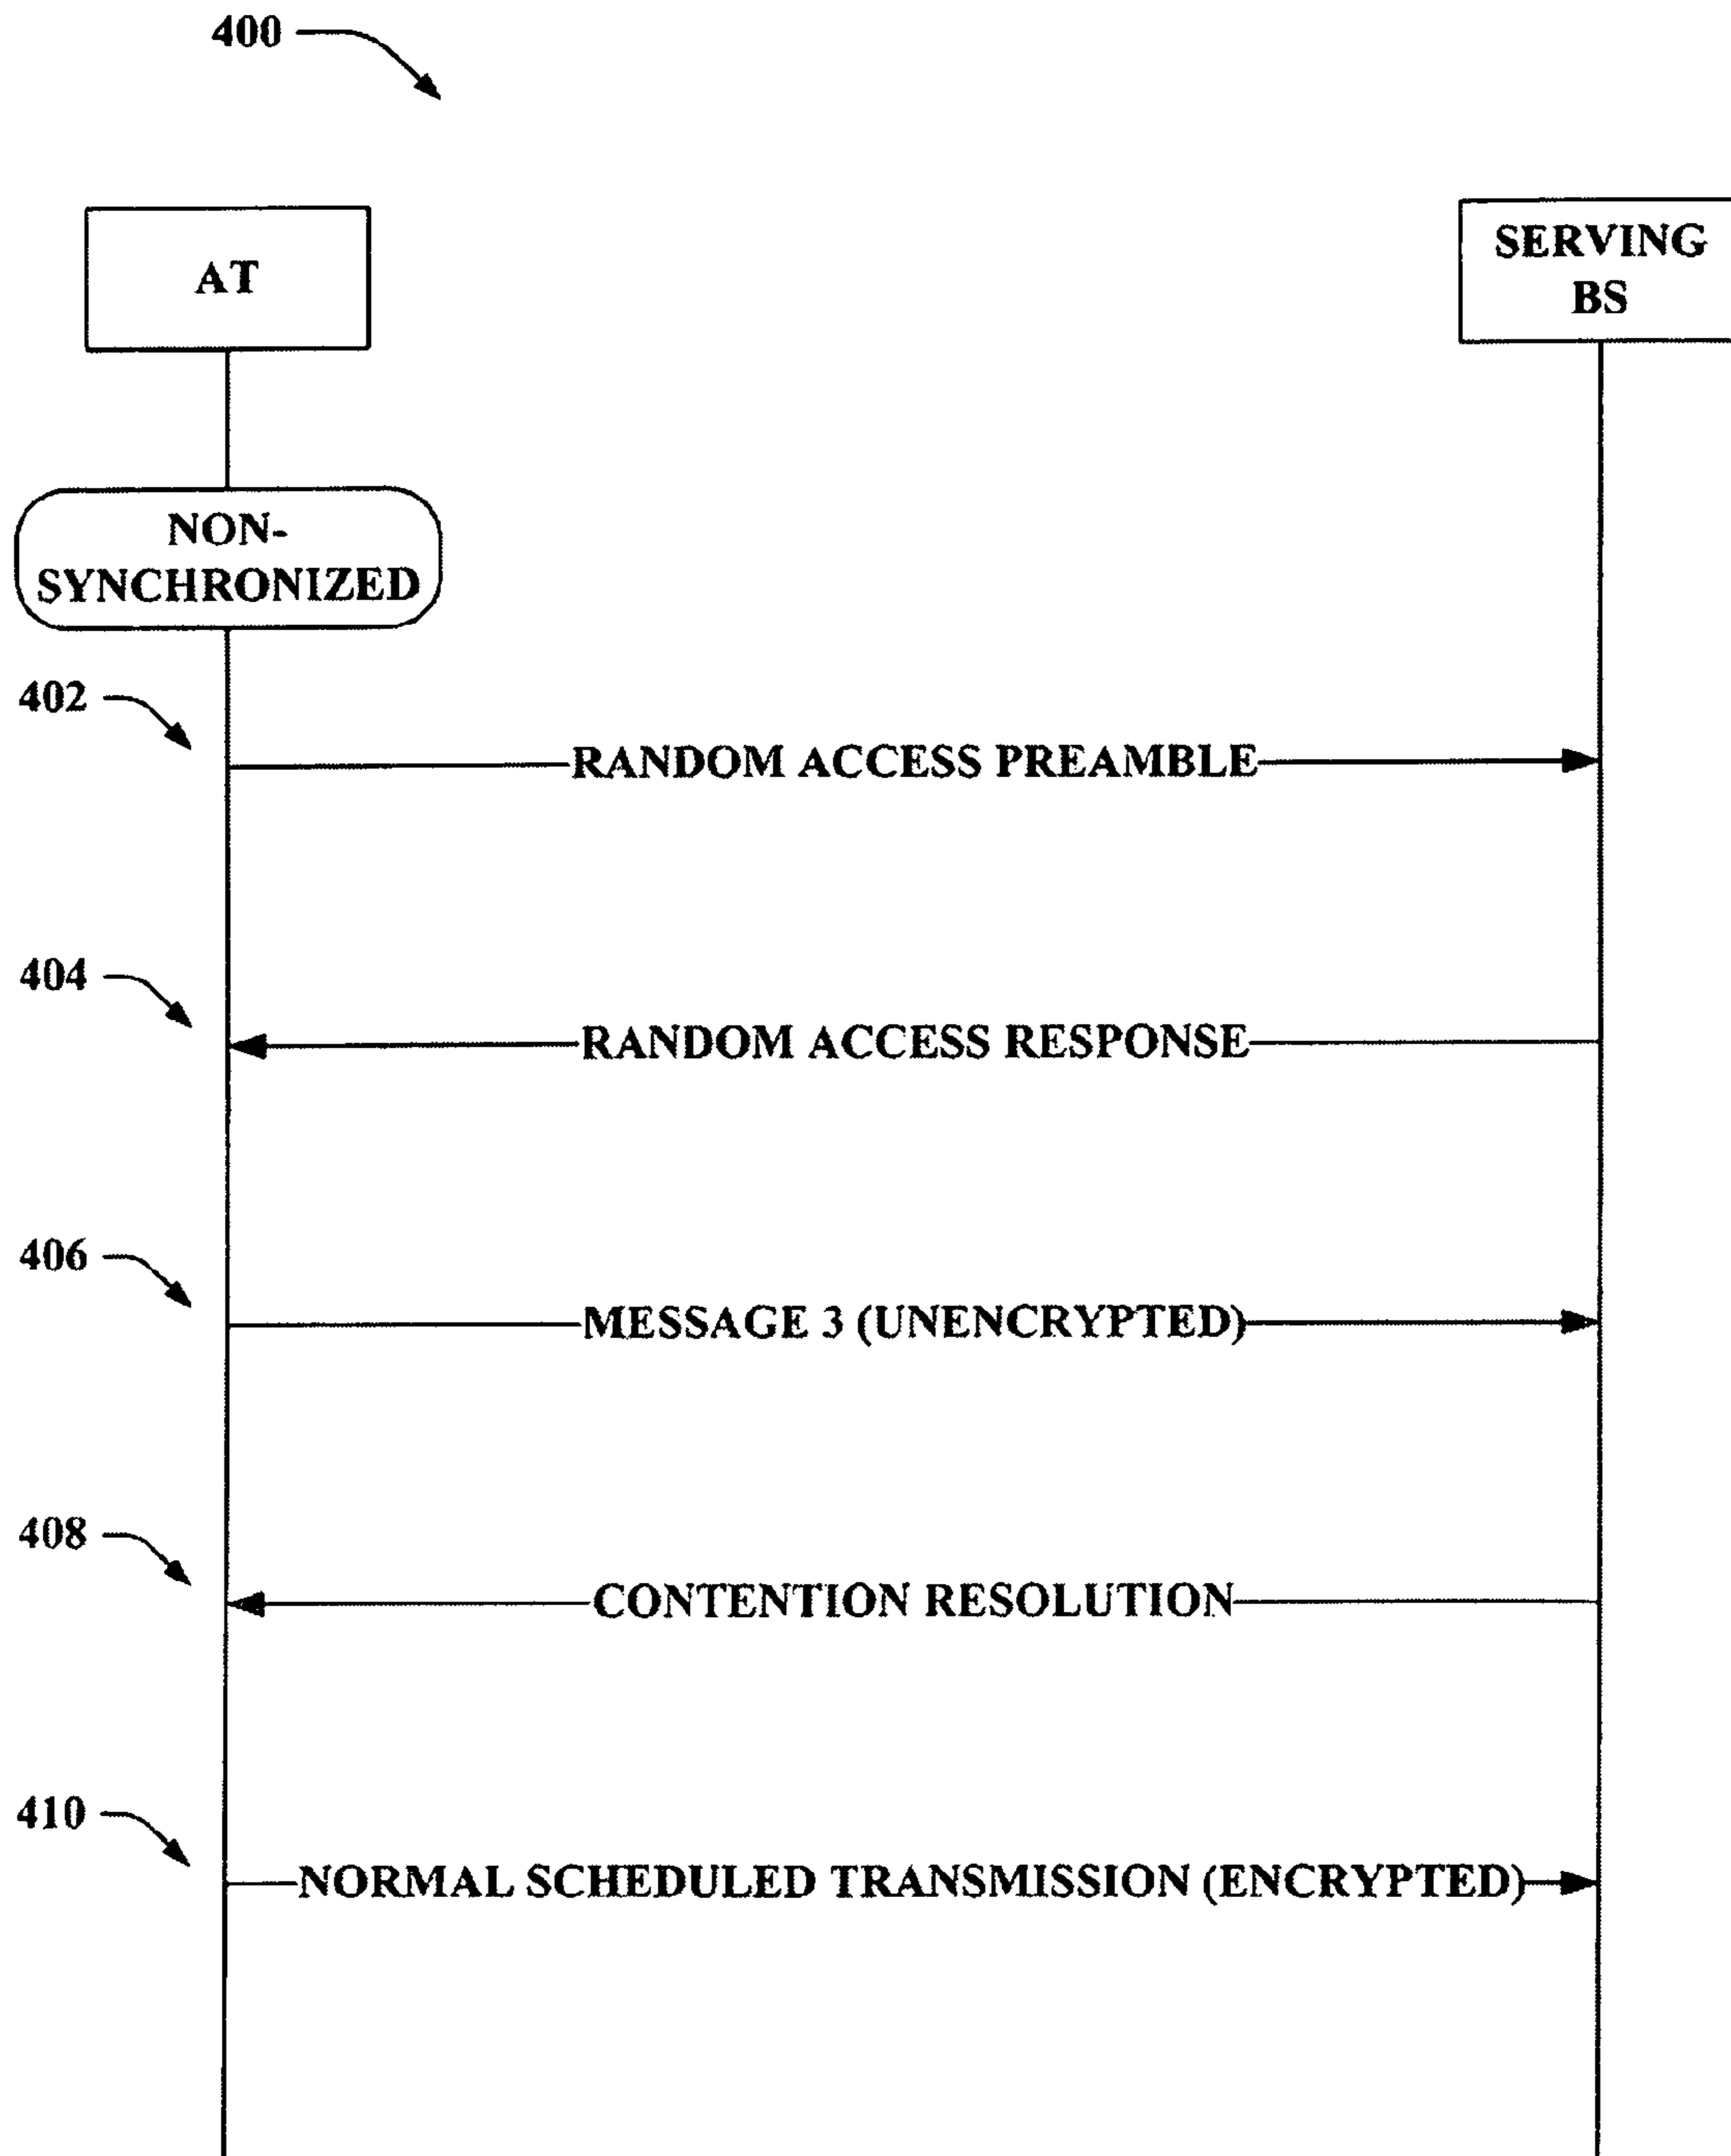 400
AT
SERVING
BS
NON-
SYNCHRONIZED
402
RANDOM ACCESS PREAMBLE
404
RANDOM ACCESS RESPONSE
406
MESSAGE 3 (UNENCRYPTED)
408
CONTENTION RESOLUTION
410
NORMAL SCHEDULED TRANSMISSION (ENCRYPTED)